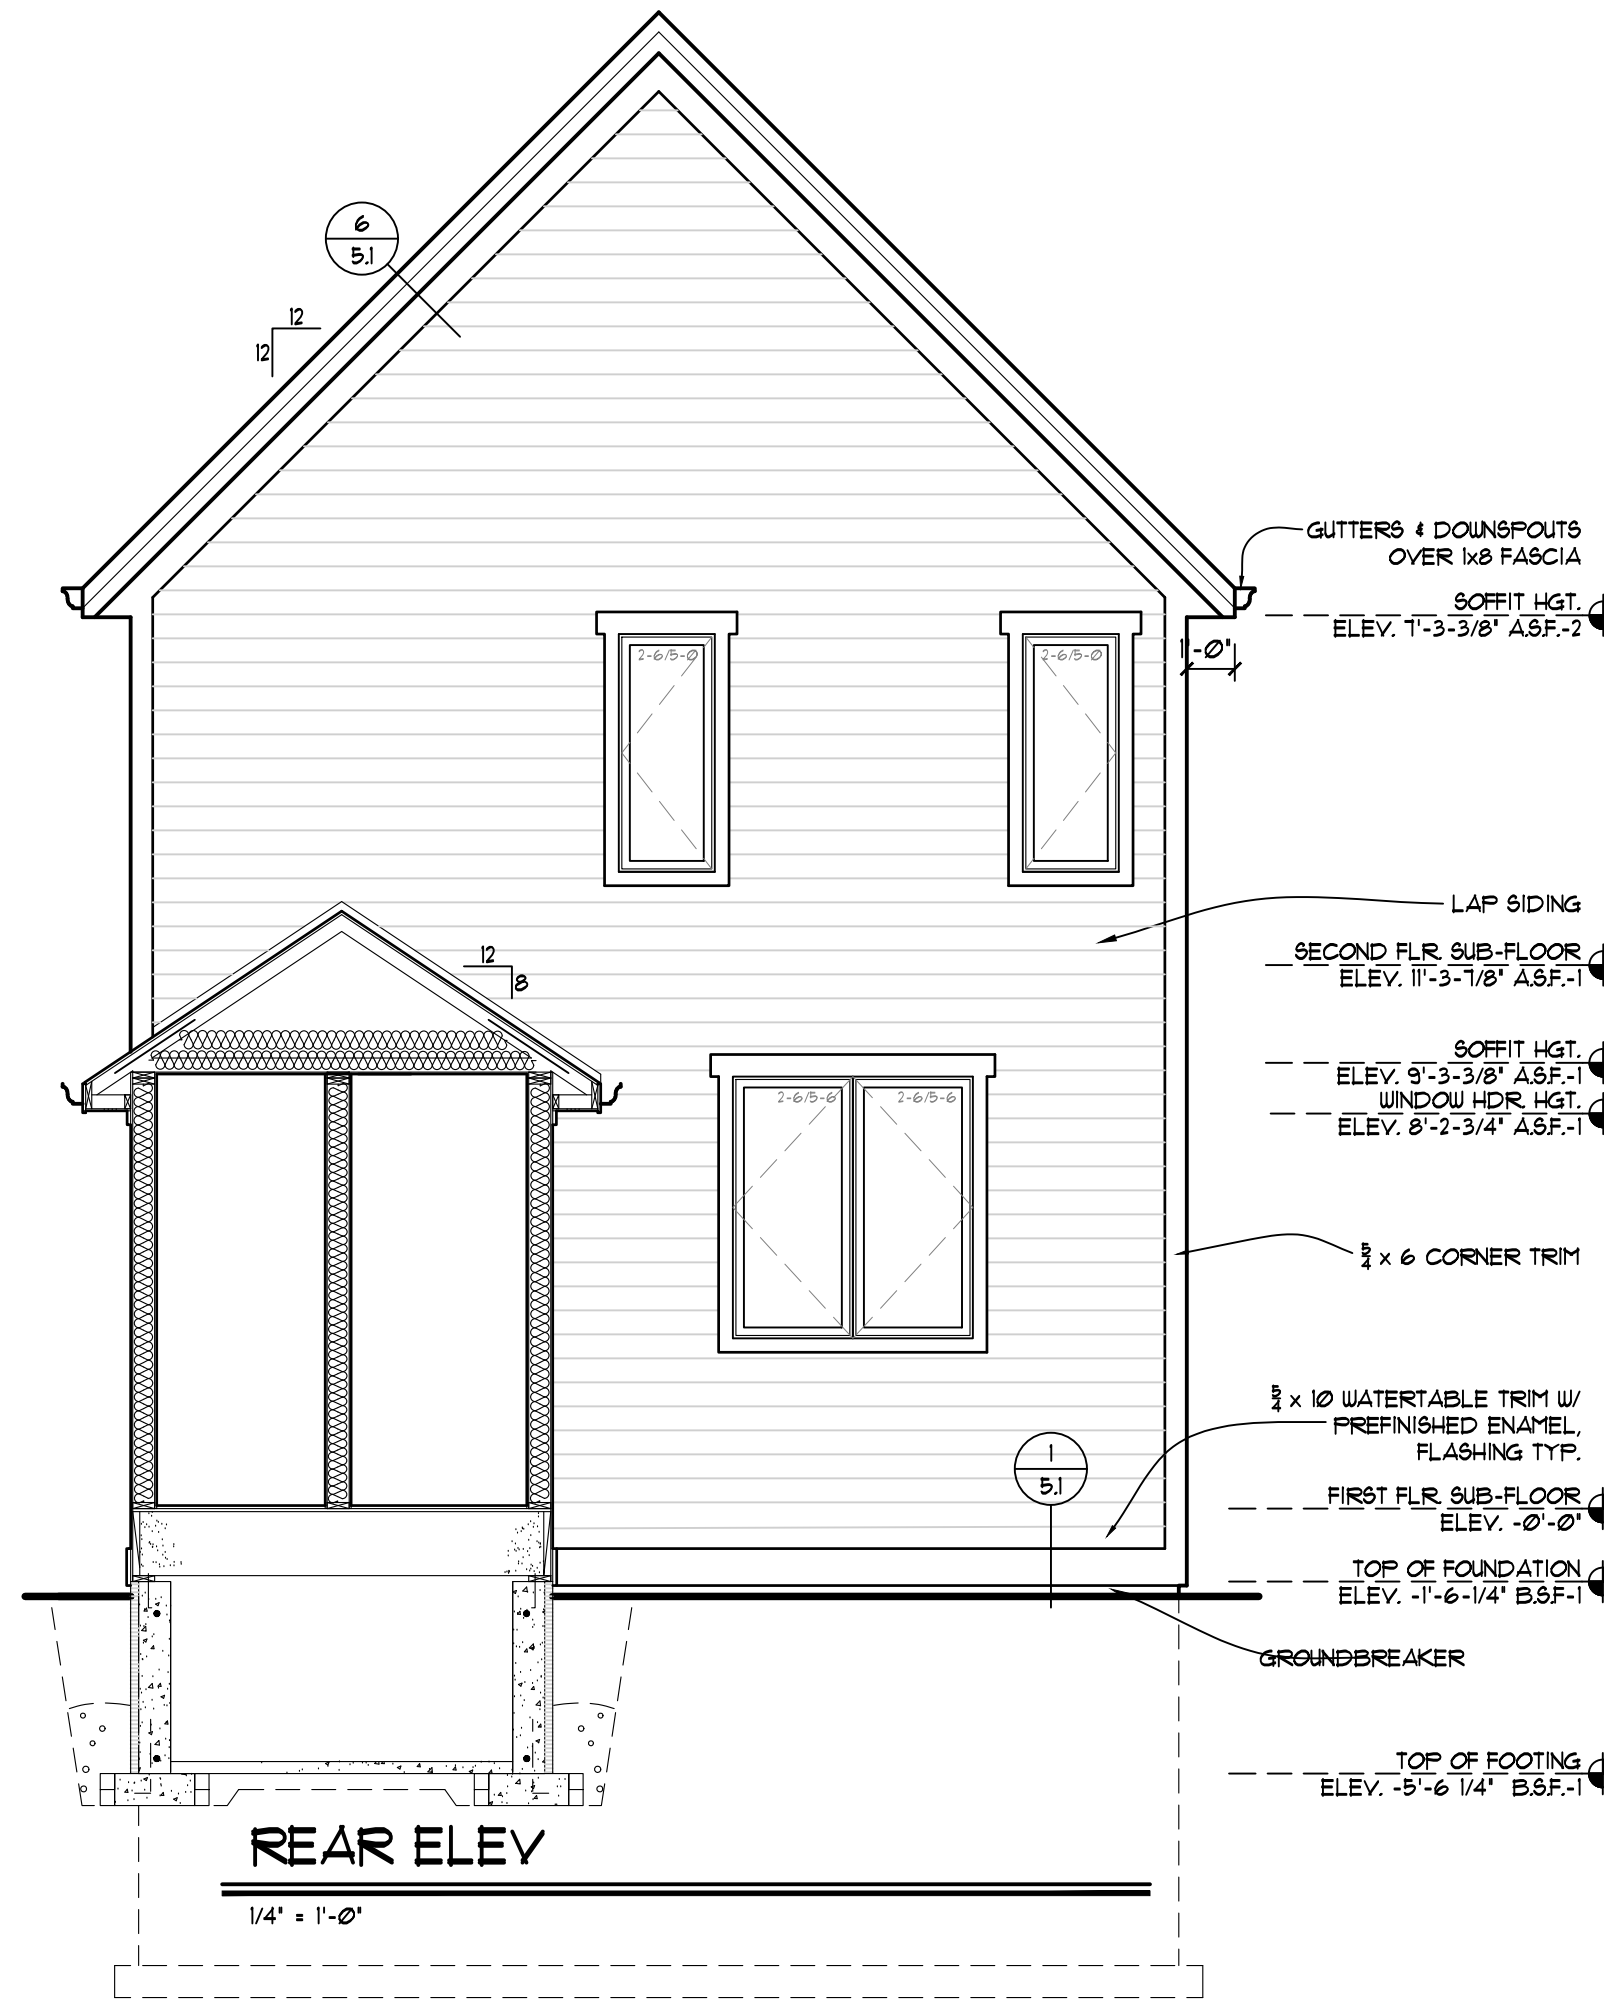 6
5.1
12
12
GUTTERS & DOWNSPOUTS
OVER 1x8 FASCIA
SOFFIT HGT.
ELEV. 7'-3-3/8" A.S.F.-2
1'-0"
2-6/5-0
2-6/5-0
LAP SIDING
12
8
SECOND FLR. SUB-FLOOR
ELEV. 11'-3-7/8" A.S.F.-1
SOFFIT HGT.
ELEV. 9'-3-3/8" A.S.F.-1
WINDOW HDR. HGT.
ELEV. 8'-2-3/4" A.S.F.-1
2-6/5-6
2-6/5-6
5/4 x 6 CORNER TRIM
5/4 x 10 WATERTABLE TRIM W/
PREFINISHED ENAMEL,
FLASHING TYP.
1
5.1
FIRST FLR. SUB-FLOOR
ELEV. -0'-0"
TOP OF FOUNDATION
ELEV. -1'-6-1/4" B.S.F-1
GROUNDBREAKER
TOP OF FOOTING
ELEV. -5'-6 1/4" B.S.F.-1
REAR ELEV
1/4" = 1'-0"